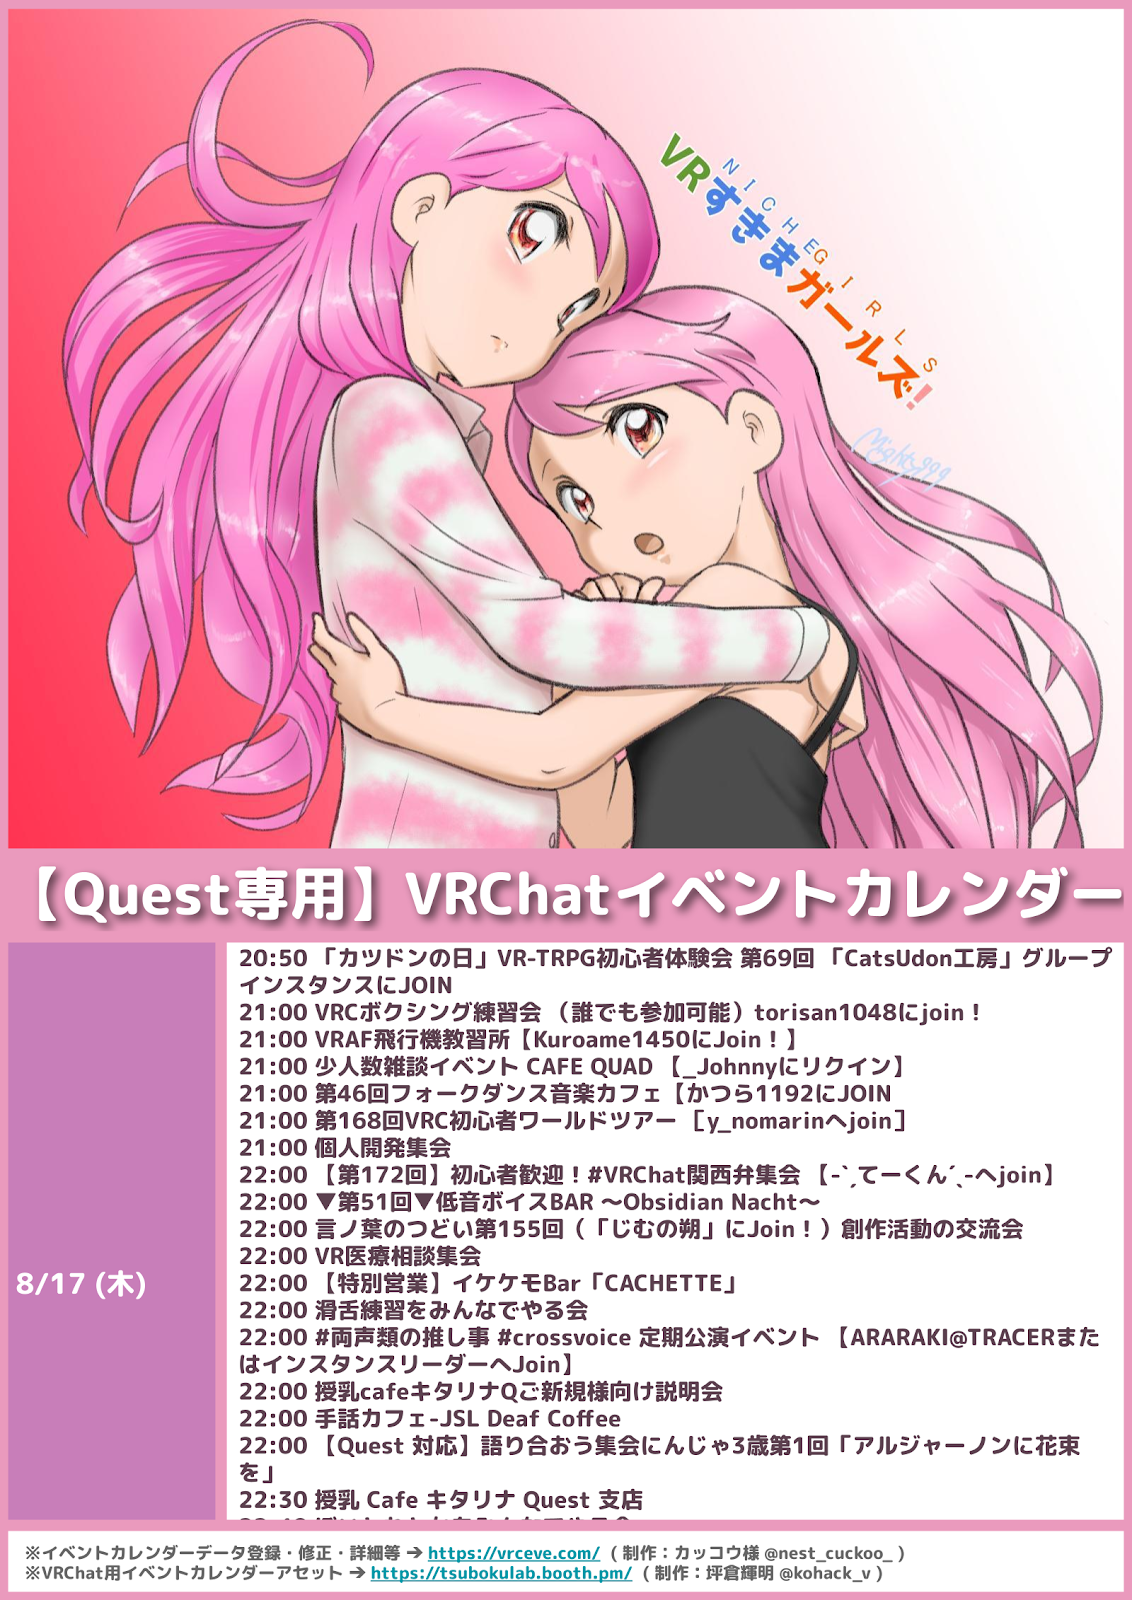 VRすきまガールズ!
NICHE GIRLS
Mighty999
【Quest専用】VRChatイベントカレンダー
8/17 (木)
20:50 「カツドンの日」VR-TRPG初心者体験会 第69回 「CatsUdon工房」グループ
インスタンスにJOIN
21:00 VRCボクシング練習会 （誰でも参加可能）torisan1048にjoin！
21:00 VRAF飛行機教習所【Kuroame1450にJoin！】
21:00 少人数雑談イベント CAFE QUAD 【_Johnnyにリクイン】
21:00 第46回フォークダンス音楽カフェ【かつら1192にJOIN
21:00 第168回VRC初心者ワールドツアー ［y_nomarinへjoin］
21:00 個人開発集会
22:00 【第172回】初心者歓迎！#VRChat関西弁集会 【-ˋˏてーくんˊˎ-へjoin】
22:00 ▼第51回▼低音ボイスBAR ～Obsidian Nacht～
22:00 言ノ葉のつどい第155回（「じむの朔」にJoin！）創作活動の交流会
22:00 VR医療相談集会
22:00 【特別営業】イケケモBar「CACHETTE」
22:00 滑舌練習をみんなでやる会
22:00 #両声類の推し事 #crossvoice 定期公演イベント 【ARARAKI@TRACERまた
はインスタンスリーダーへJoin】
22:00 授乳cafeキタリナQご新規様向け説明会
22:00 手話カフェ-JSL Deaf Coffee
22:00 【Quest 対応】語り合おう集会にんじゃ3歳第1回「アルジャーノンに花束
を」
22:30 授乳 Cafe キタリナ Quest 支店
※イベントカレンダーデータ登録・修正・詳細等 → https://vrceve.com/ ( 制作：カッコウ様 @nest_cuckoo_ )
※VRChat用イベントカレンダーアセット → https://tsubokulab.booth.pm/ ( 制作：坪倉輝明 @kohack_v )